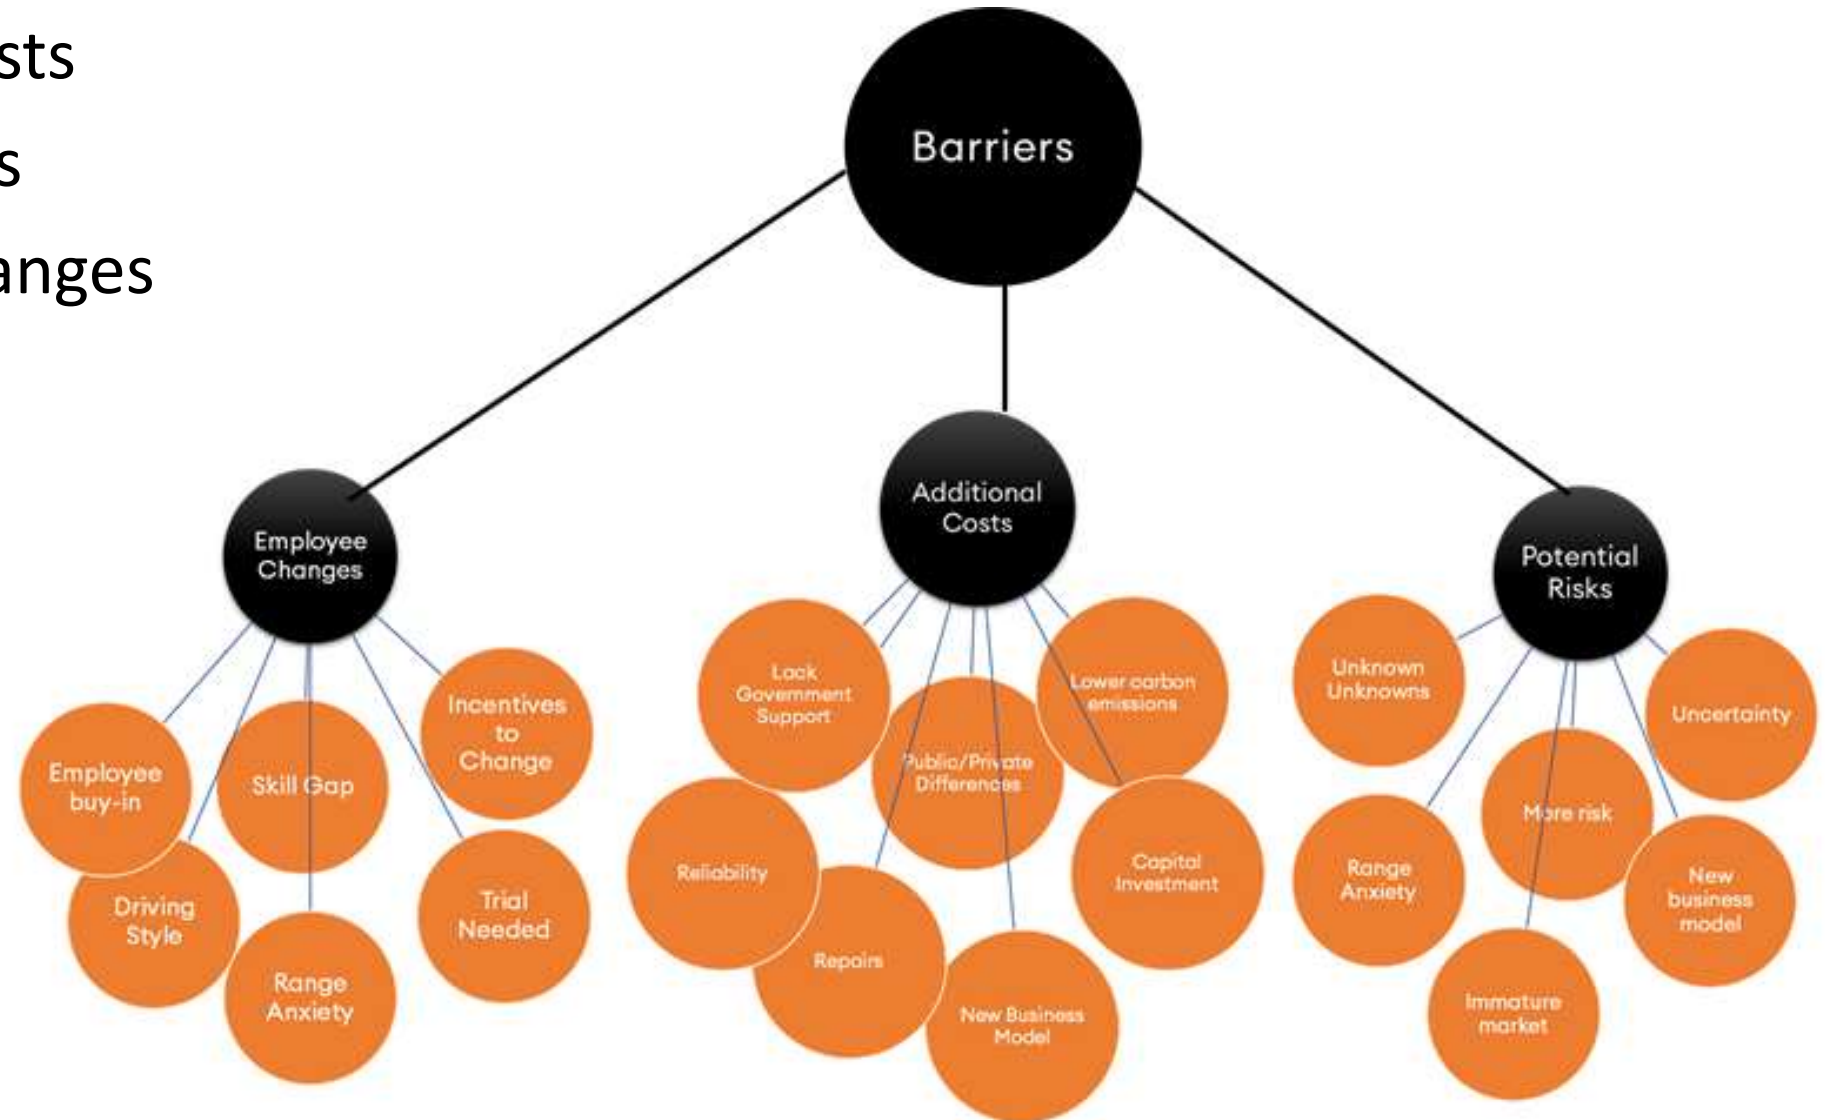 sts
s
anges
Barriers
Employee
Changes
Employee
buy-in
Driving
Style
Skill Gap
Range
Anxiety
Incentives
to
Change
Trial
Needed
Additional
Costs
Lack
Government
Support
Reliability
Repairs
Public/Private
Differences
New Business
Model
Lower carbon
emissions
Capital
Investment
Potential
Risks
Unknown
Unknowns
Range
Anxiety
Immature
market
More risk
Uncertainty
New
business
model